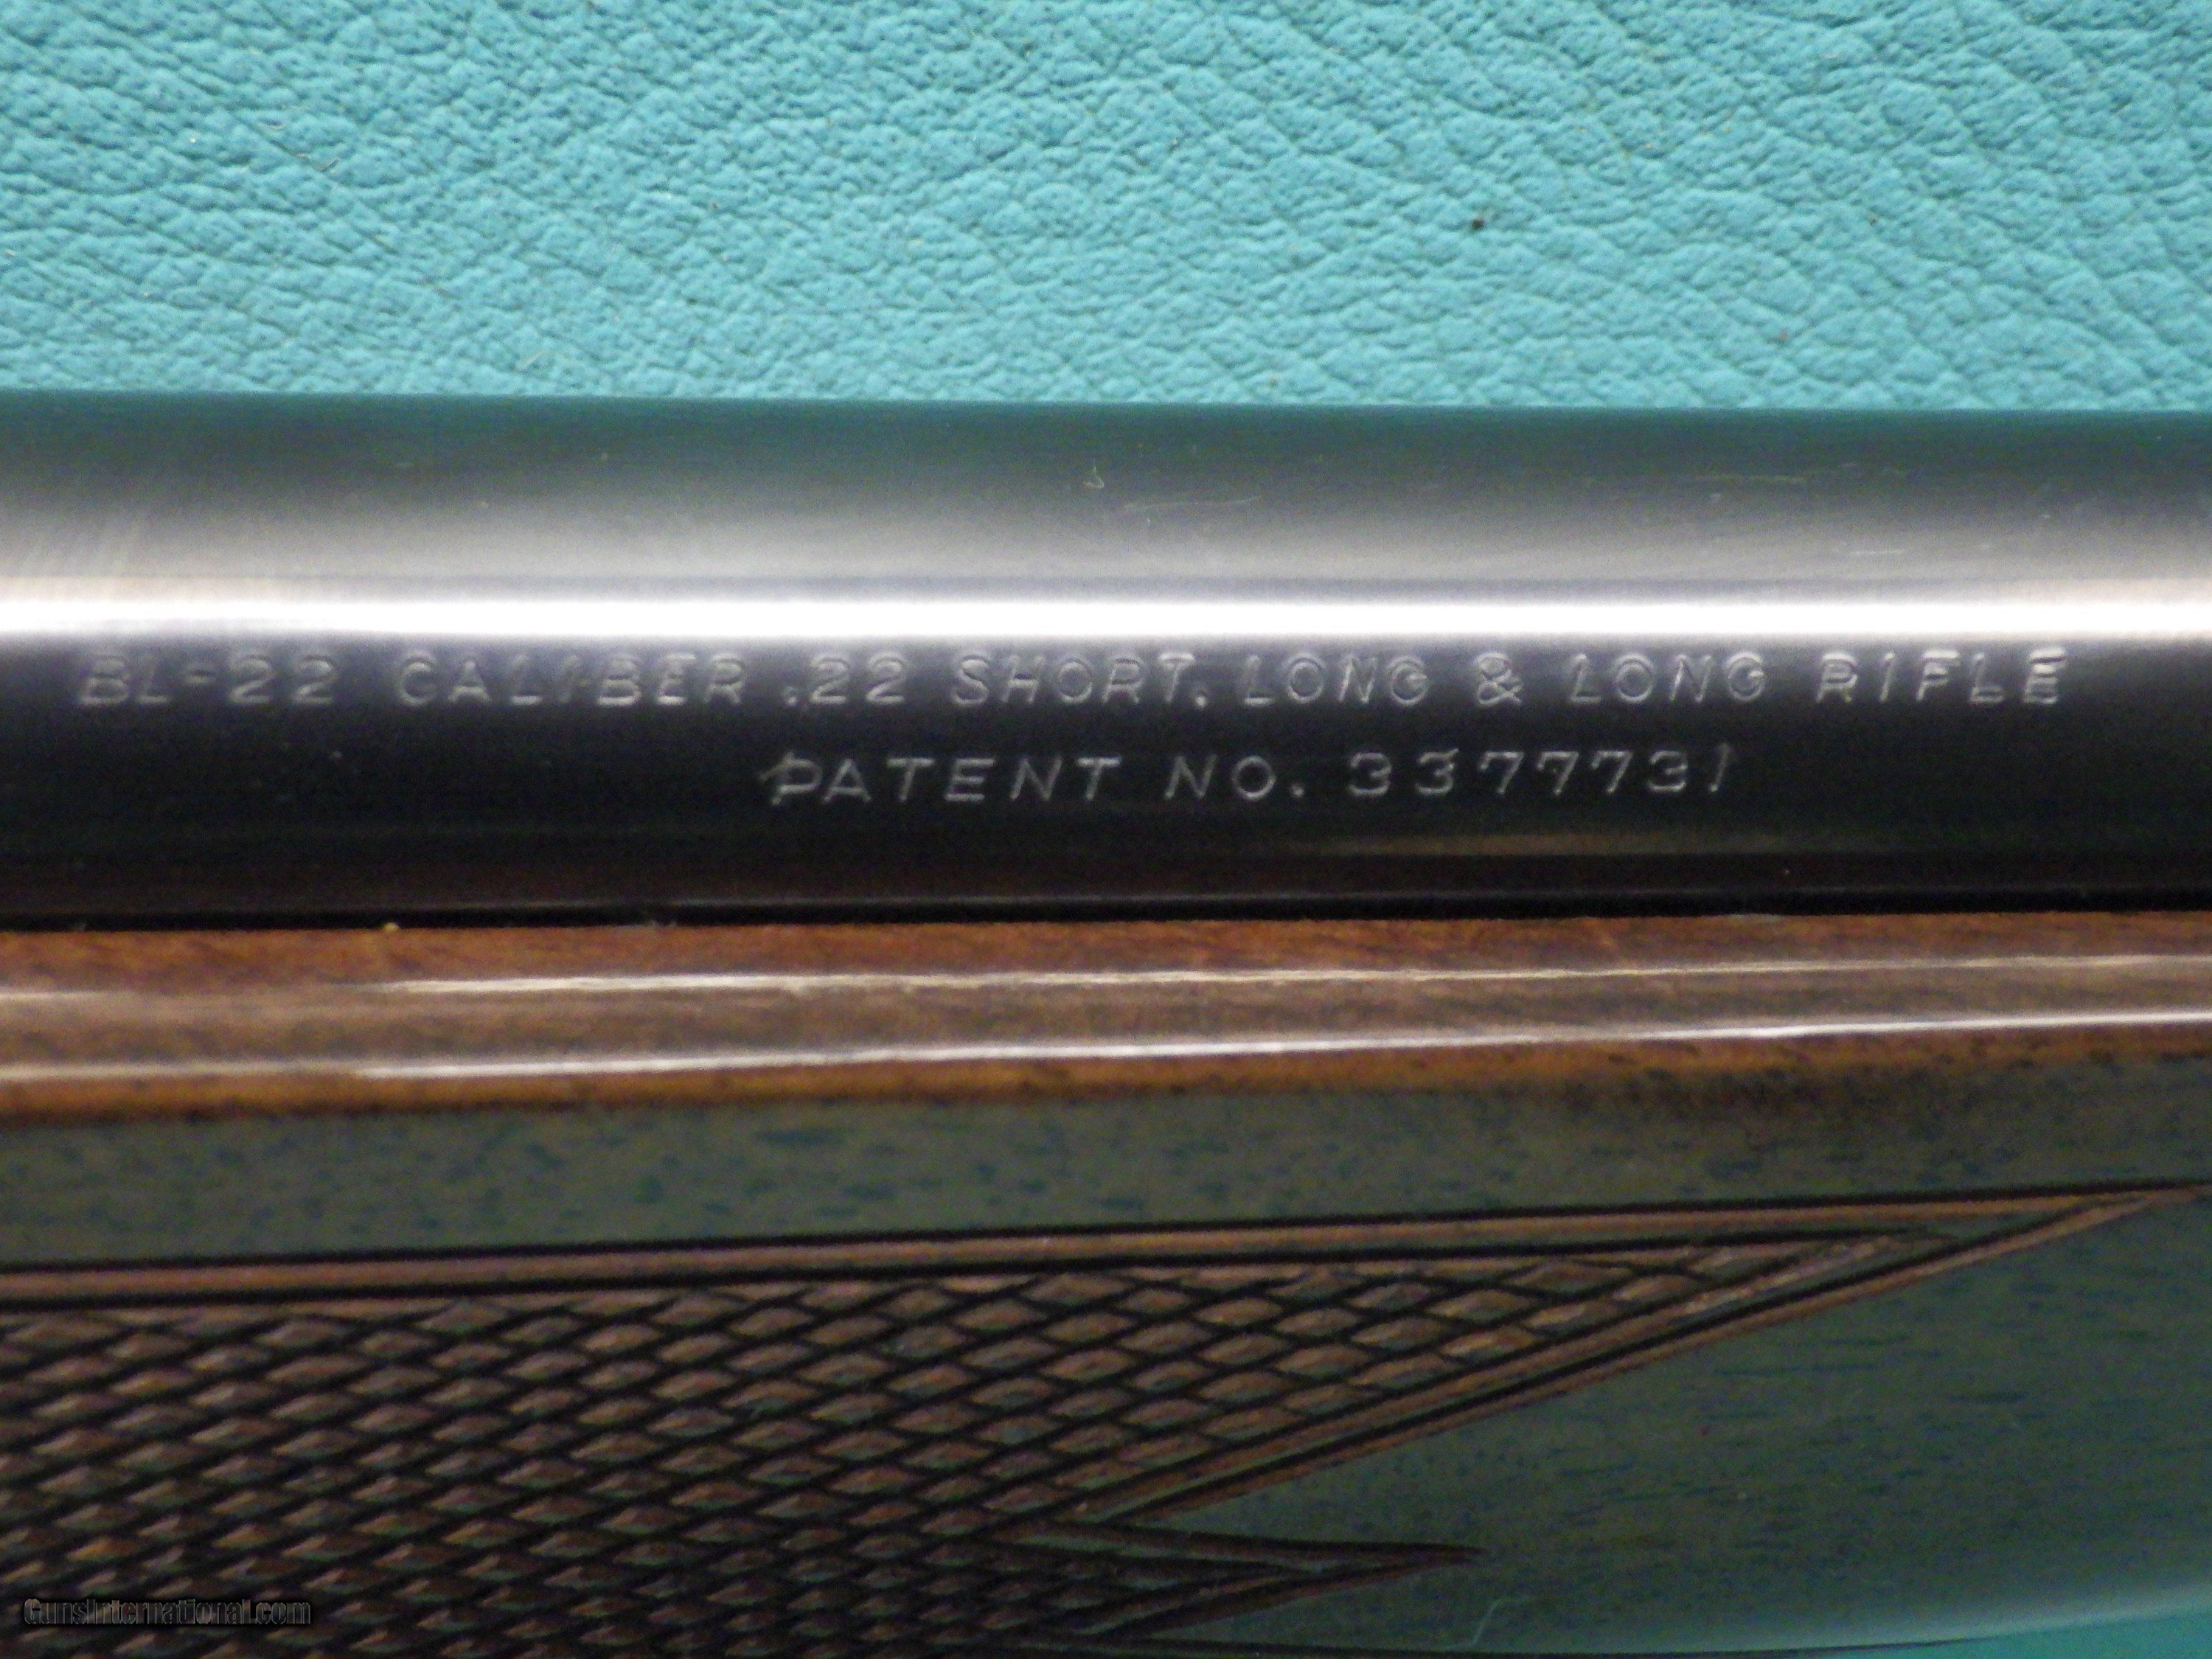 BL-22 CALIBER .22 SHORT, LONG & LONG RIFLE
PATENT NO. 3377731
GunsInternational.com